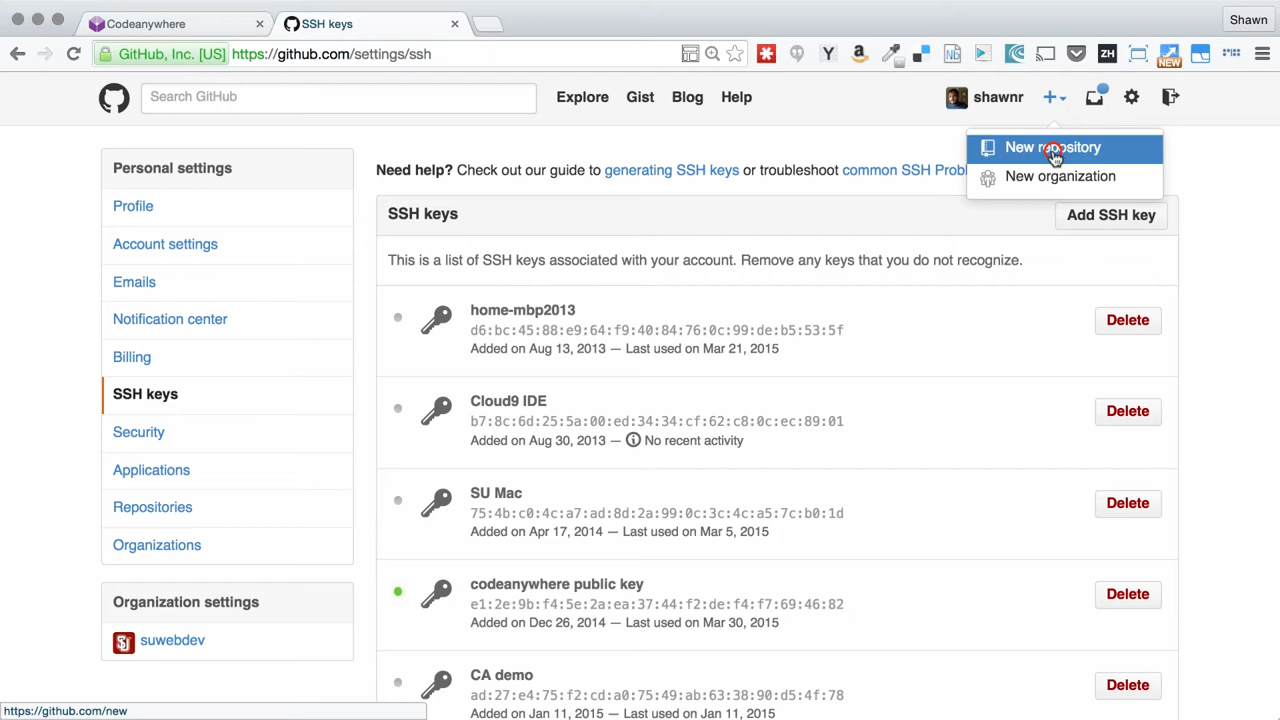 Codeanywhere
SSH keys
Shawn
GitHub, Inc. [US] https://github.com/settings/ssh
Y
a
Nb
ZH
NEW
Search GitHub
Explore
Gist
Blog
Help
shawnr
New repository
New organization
Personal settings
Profile
Account settings
Emails
Notification center
Billing
SSH keys
Security
Applications
Repositories
Organizations
Organization settings
suwebdev
Need help? Check out our guide to generating SSH keys or troubleshoot common SSH Prob
SSH keys
Add SSH key
This is a list of SSH keys associated with your account. Remove any keys that you do not recognize.
home-mbp2013
d6:bc:45:88:e9:64:f9:40:84:76:0c:99:de:b5:53:5f
Added on Aug 13, 2013 — Last used on Mar 21, 2015
Delete
Cloud9 IDE
b7:8c:6d:25:5a:00:ed:34:34:cf:62:c8:0c:ec:89:01
Added on Aug 30, 2013 — No recent activity
Delete
SU Mac
75:4b:c0:4c:a7:ad:8d:2a:99:0c:3c:4c:a5:7c:b0:1d
Added on Apr 17, 2014 — Last used on Mar 5, 2015
Delete
codeanywhere public key
e1:2e:9b:f4:5e:2a:ea:37:44:f2:de:f4:f7:69:46:82
Added on Dec 26, 2014 — Last used on Mar 30, 2015
Delete
CA demo
ad:27:e4:75:f2:cd:a0:75:49:ab:63:38:90:d5:4f:78
Added on Jan 11, 2015 — Last used on Jan 11, 2015
Delete
https://github.com/new